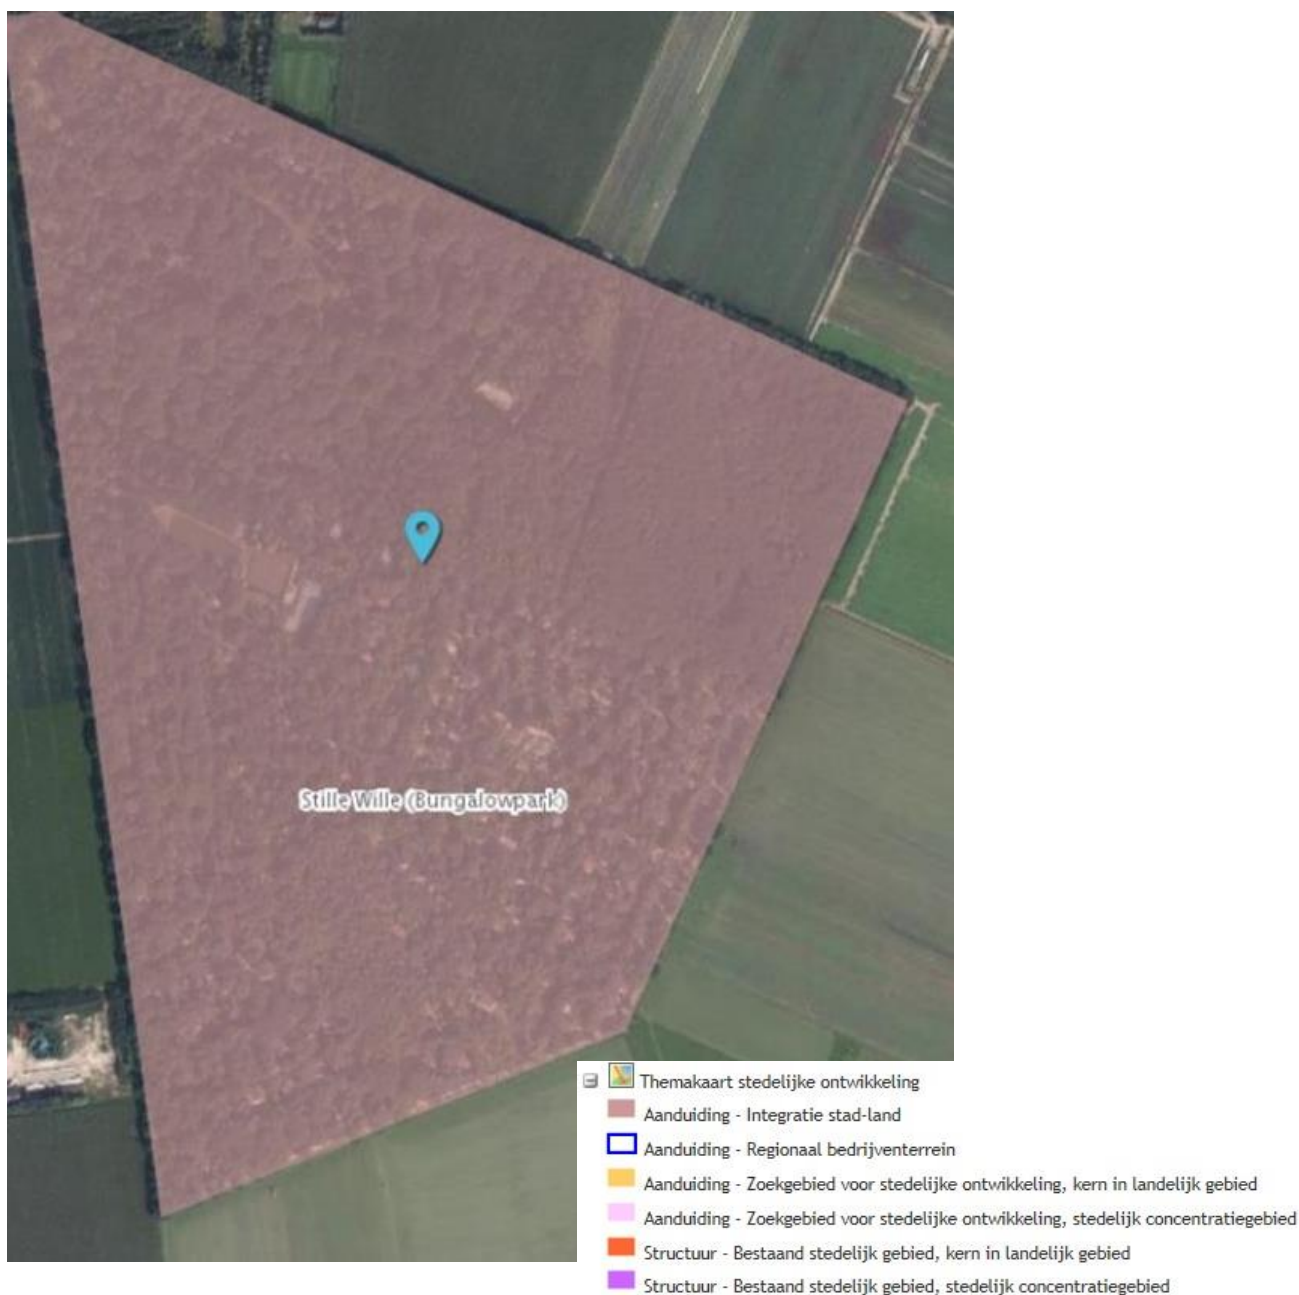 Stille Wille (Bungalowpark)
Themakaart stedelijke ontwikkeling
Aanduiding - Integratie stad-land
Aanduiding - Regionaal bedrijventerrein
Aanduiding - Zoekgebied voor stedelijke ontwikkeling, kern in landelijk gebied
Aanduiding - Zoekgebied voor stedelijke ontwikkeling, stedelijk concentratiegebied
Structuur - Bestaand stedelijk gebied, kern in landelijk gebied
Structuur - Bestaand stedelijk gebied, stedelijk concentratiegebied